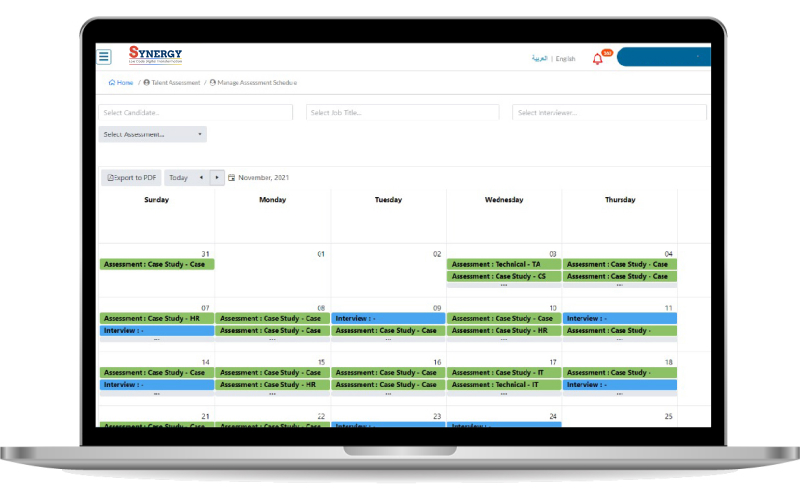 SYNERGY
Low Code Digital Transformation
العربية | English
Home / Talent Assessment / Manage Assessment Schedule
Select Candidate... Select Job Title... Select Interviewer...
Select Assessment...
Export to PDF Today November, 2021
Sunday Monday Tuesday Wednesday Thursday
31 01 02 03 04
Assessment : Case Study - Case Assessment : Technical - TA Assessment : Case Study - Case
Assessment : Case Study - CS Assessment : Case Study - Case
... ...
07 08 09 10 11
Assessment : Case Study - HR Assessment : Case Study - Case Interview : - Assessment : Case Study - Case Interview : -
Interview : - Assessment : Case Study - Case Assessment : Case Study - Case Assessment : Case Study - HR Assessment : Case Study -
... ... ... ... ...
14 15 16 17 18
Assessment : Case Study - Case Assessment : Case Study - Case Assessment : Case Study - Case Assessment : Case Study - IT Assessment : Case Study -
Interview : - Assessment : Case Study - HR Assessment : Case Study - Case Assessment : Technical - IT Interview : -
... ... ... ... ...
21 22 23 24 25
Assessment : Case Study - Case Assessment : Case Study - Case Interview : - Interview : -